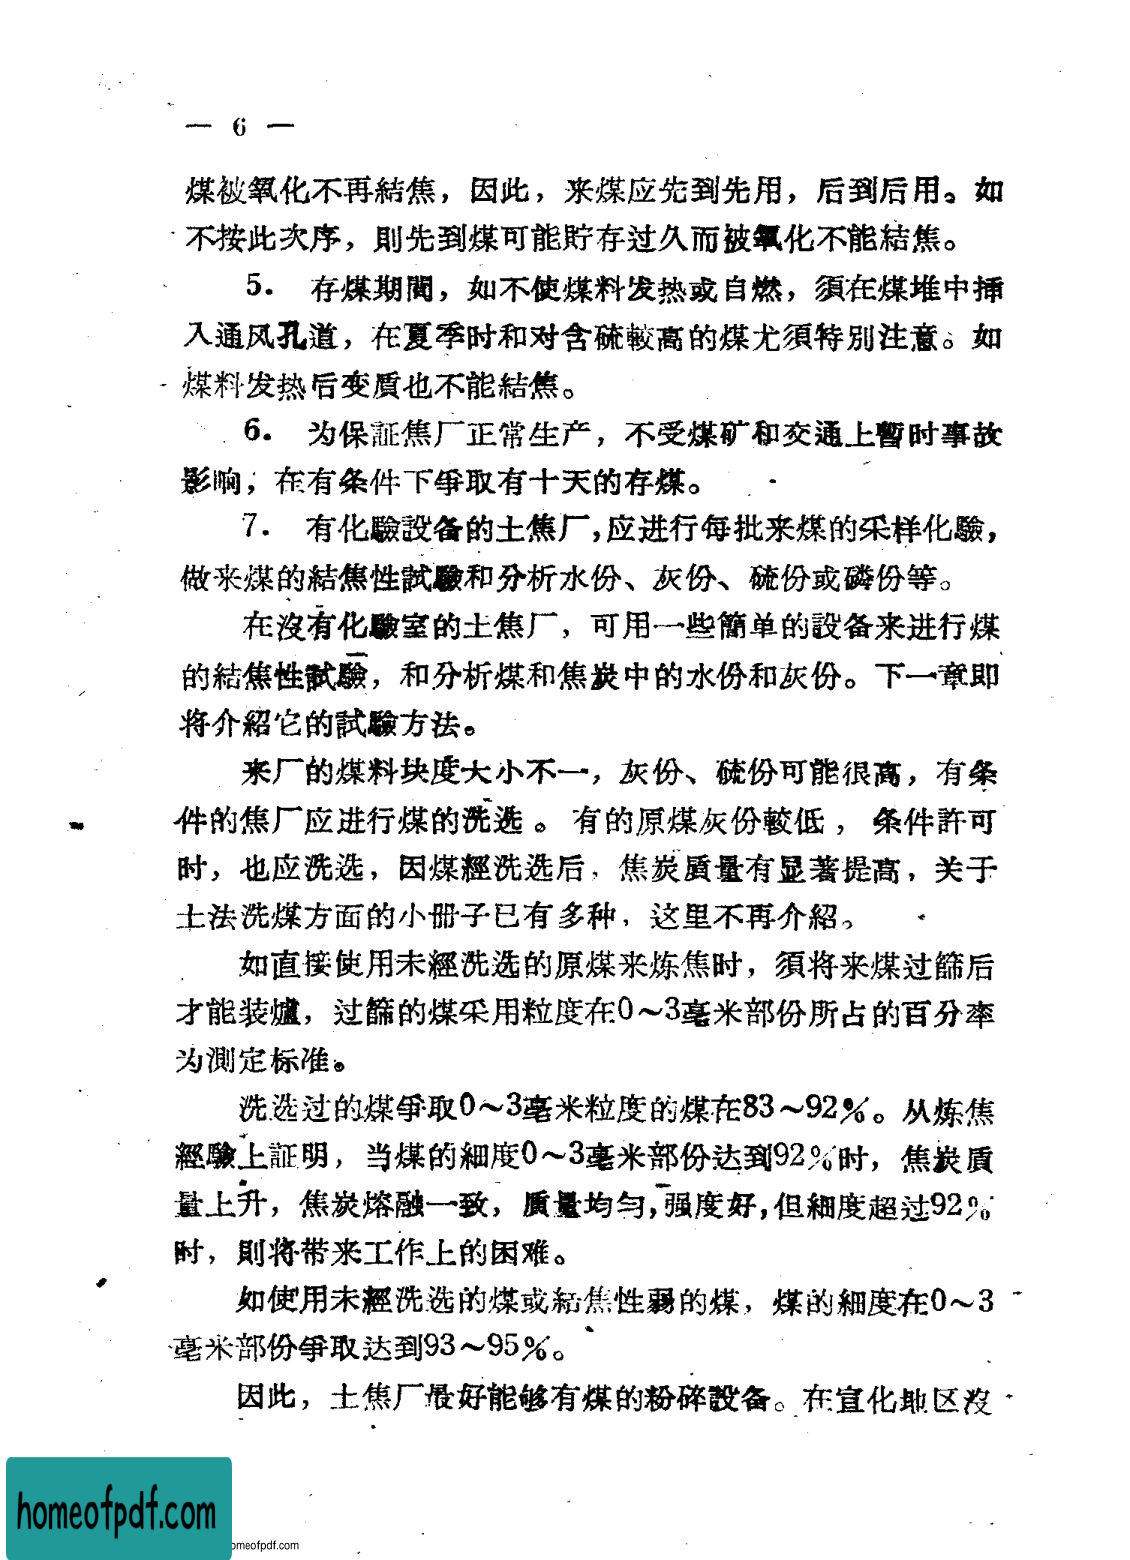 — 6 —
煤被氧化不再結焦，因此，来煤应先到先用，后到后用。如
不按此次序，則先到煤可能貯存过久而被氧化不能結焦。
5. 存煤期間，如不使煤料发热或自燃，須在煤堆中揷
入通风孔道，在夏季时和对含硫較高的煤尤須特別注意。如
煤料发热后变质也不能結焦。
6. 为保証焦厂正常生产，不受煤矿和交通上暫时事故
影响，在有条件下爭取有十天的存煤。
7. 有化驗設备的土焦厂，应进行每批来煤的采样化驗，
做来煤的結焦性試驗和分析水份、灰份、硫份或磷份等。
在沒有化驗室的土焦厂，可用一些簡单的設备来进行煤
的結焦性試驗，和分析煤和焦炭中的水份和灰份。下一章即
将介紹它的試驗方法。
来厂的煤料块度大小不一，灰份、硫份可能很高，有条
件的焦厂应进行煤的洗选。有的原煤灰份較低，条件許可
时，也应洗选，因煤經洗选后，焦炭质量有显著提高，关于
土法洗煤方面的小册子已有多种，这里不再介紹。
如直接使用未經洗选的原煤来炼焦时，須将来煤过篩后
才能装爐，过篩的煤采用粒度在0～3毫米部份所占的百分率
为測定标准。
洗选过的煤爭取0～3毫米粒度的煤在83～92%。从炼焦
經驗上証明，当煤的細度0～3毫米部份达到92%时，焦炭质
量上升，焦炭熔融一致，质量均匀，强度好，但細度超过92%
时，則将带来工作上的困难。
如使用未經洗选的煤或結焦性弱的煤，煤的細度在0～3
毫米部份爭取达到93～95%。
因此，土焦厂最好能够有煤的粉碎設备。在宣化地区沒
homeofpdf.com
omeofpdf.com